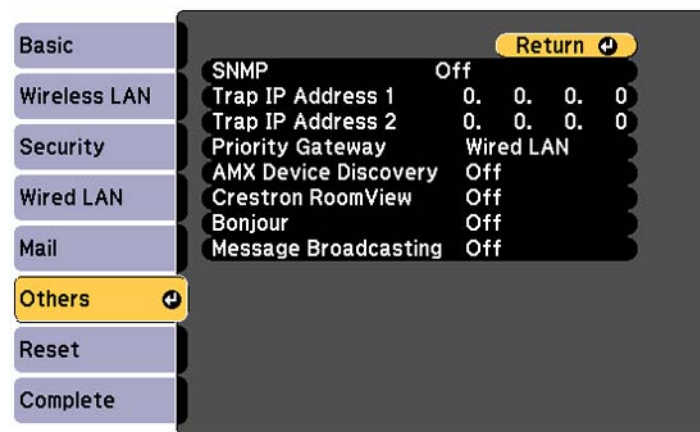 Basic
Wireless LAN
Security
Wired LAN
Mail
Others
Reset
Complete
Return
SNMP Off
Trap IP Address 1 0. 0. 0. 0
Trap IP Address 2 0. 0. 0. 0
Priority Gateway Wired LAN
AMX Device Discovery Off
Crestron RoomView Off
Bonjour Off
Message Broadcasting Off